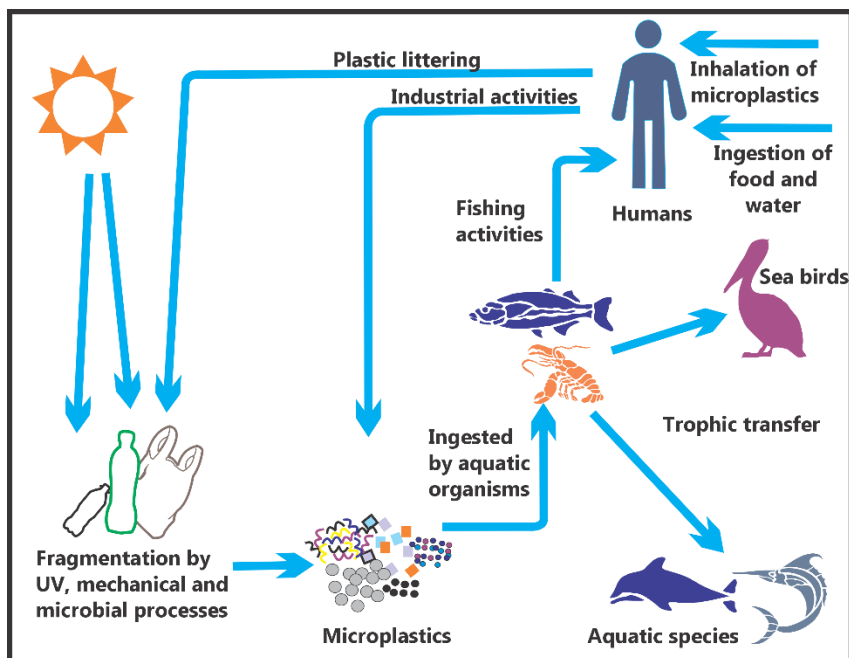 Plastic littering
Industrial activities
Inhalation of
microplastics
Ingestion of
food and
water
Humans
Fishing
activities
Sea birds
Trophic transfer
Ingested
by aquatic
organisms
Fragmentation by
UV, mechanical and
microbial processes
Microplastics
Aquatic species